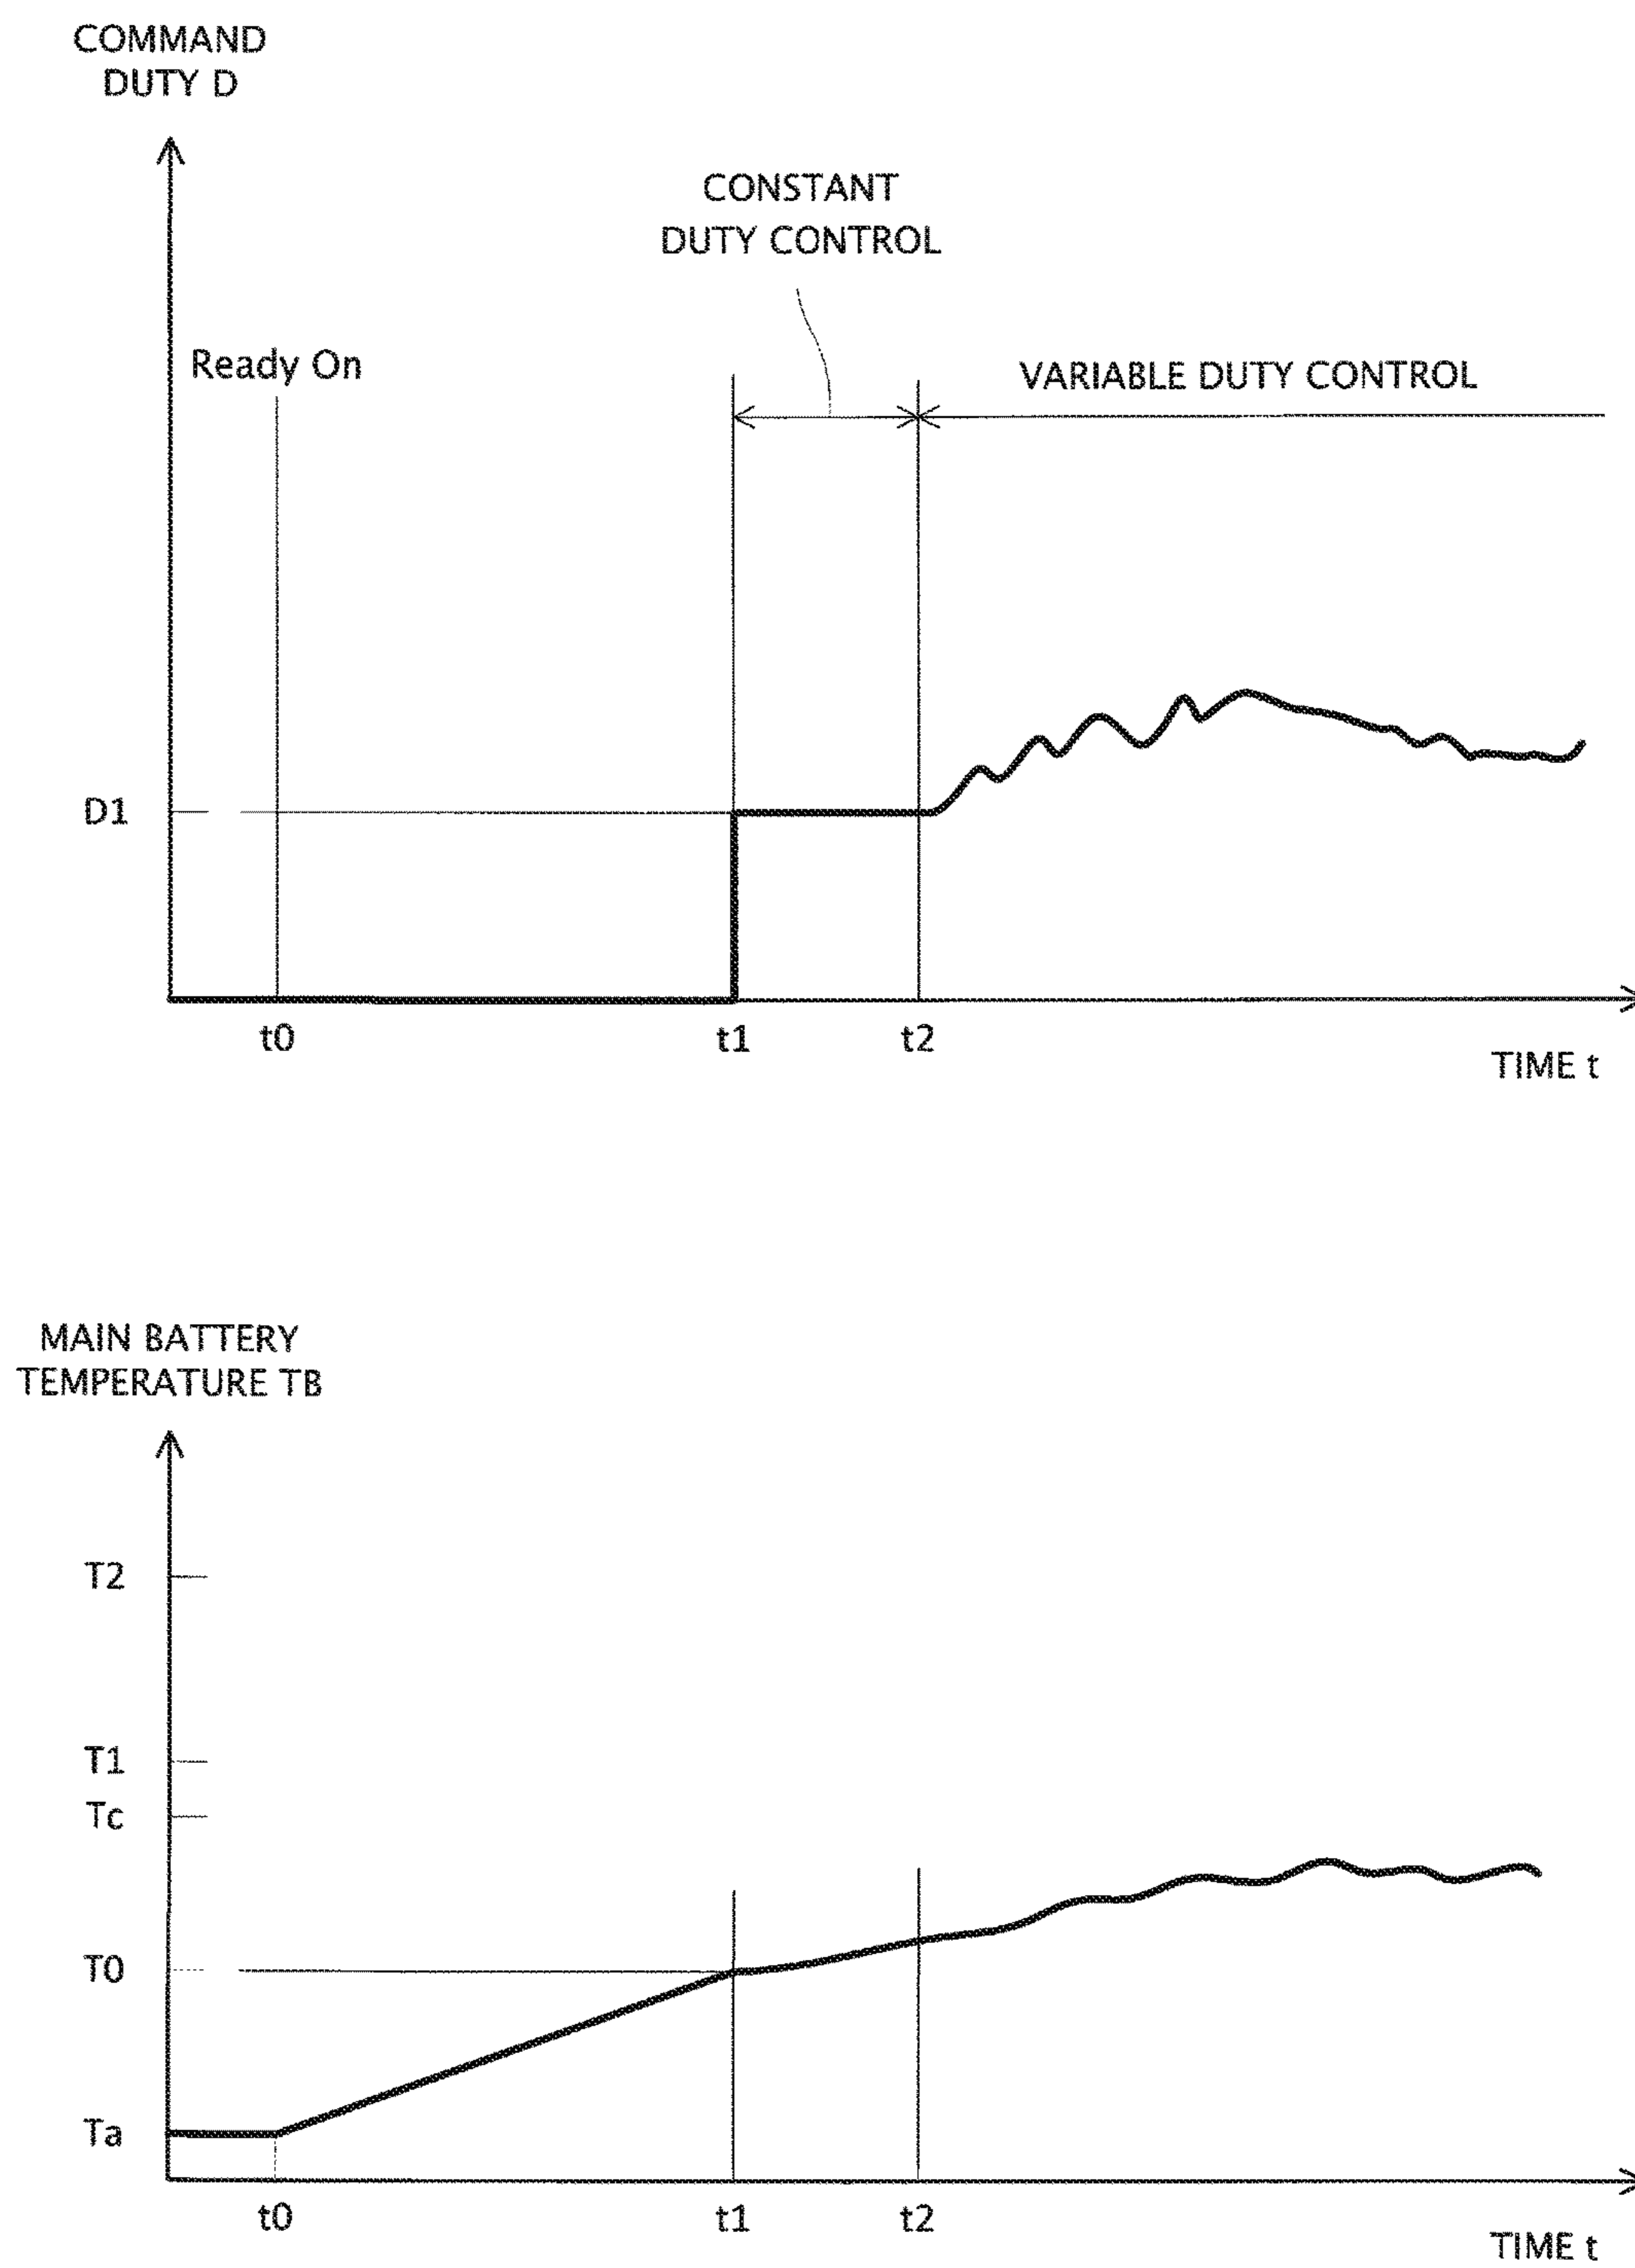 COMMAND
DUTY D
CONSTANT
DUTY CONTROL
Ready On
VARIABLE DUTY CONTROL
D1
t0
t1
t2
TIME t
MAIN BATTERY
TEMPERATURE TB
T2
T1
Tc
T0
Ta
t0
t1
t2
TIME t